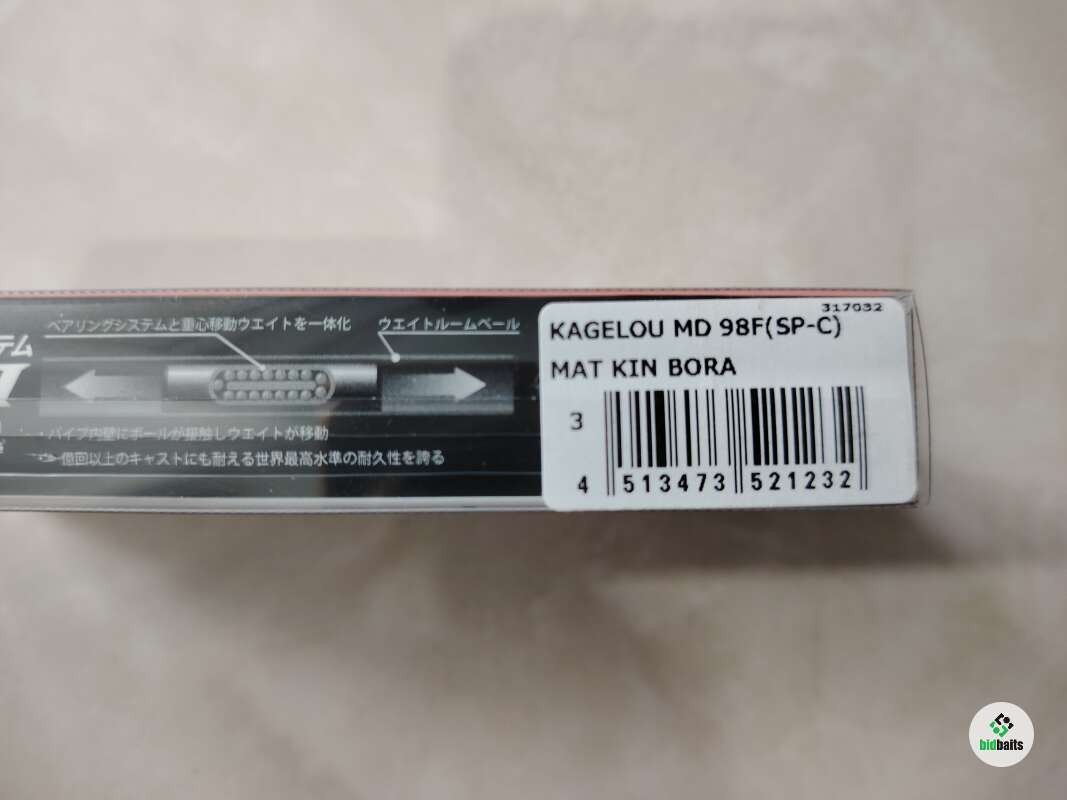 テム
ベアリングシステムと重心移動ウエイトを一体化
ウエイトルームベール
・パイプ内壁にボールが接触しウエイトが移動
億回以上のキャストにも耐える世界最高水準の耐久性を誇る
317032
KAGELOU MD 98F(SP-C)
MAT KIN BORA
3
4 513473 521232
bidbaits